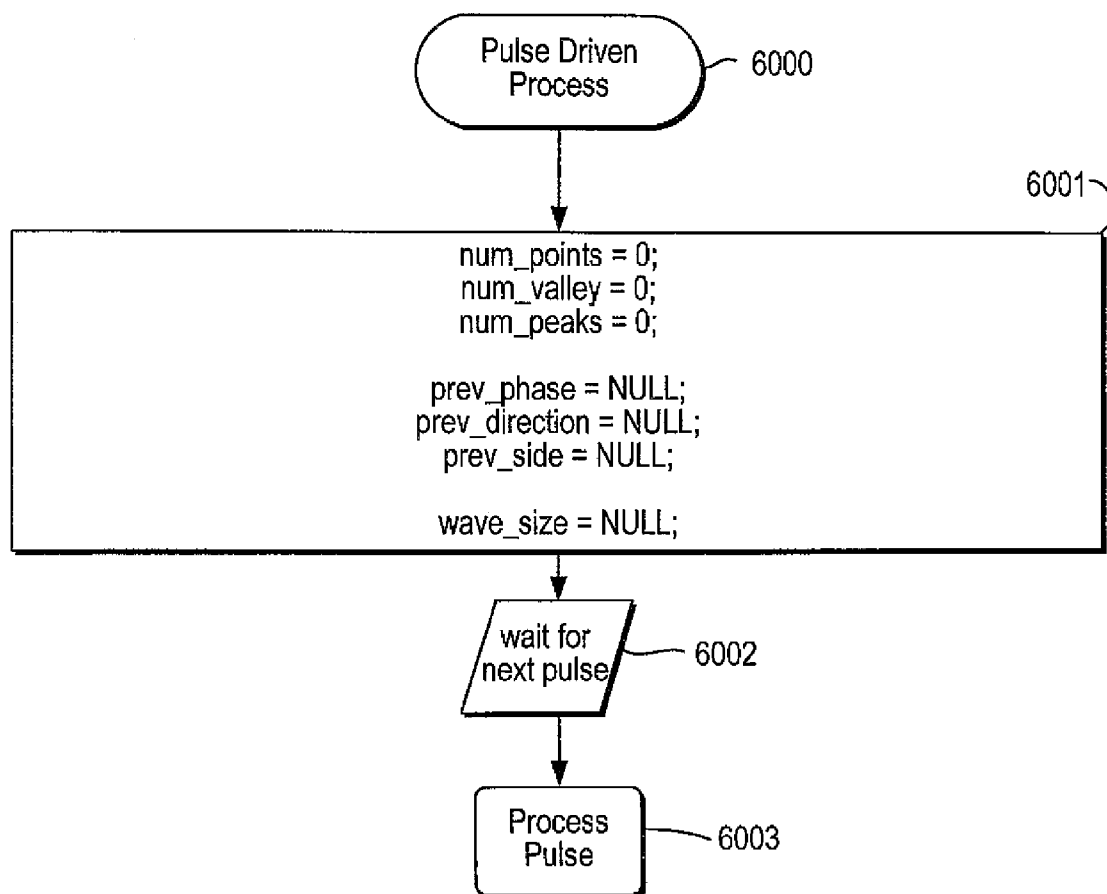 Pulse Driven
Process
6000
6001
num_points = 0;
num_valley = 0;
num_peaks = 0;
prev_phase = NULL;
prev_direction = NULL;
prev_side = NULL;
wave_size = NULL;
wait for
next pulse
6002
Process
Pulse
6003